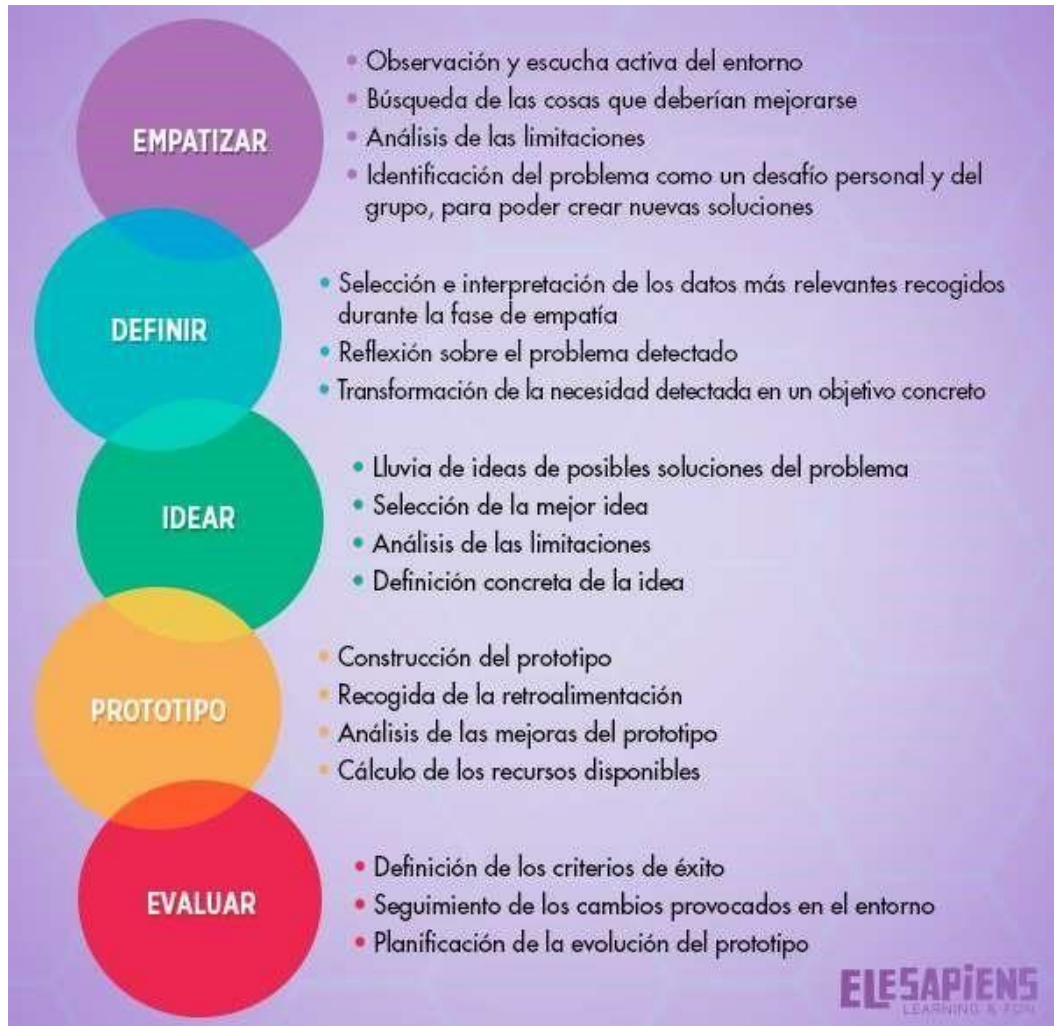 EMPATIZAR
• Observación y escucha activa del entorno
• Búsqueda de las cosas que deberían mejorarse
• Análisis de las limitaciones
• Identificación del problema como un desafío personal y del
grupo, para poder crear nuevas soluciones
DEFINIR
• Selección e interpretación de los datos más relevantes recogidos
durante la fase de empatía
• Reflexión sobre el problema detectado
• Transformación de la necesidad detectada en un objetivo concreto
IDEAR
• Lluvia de ideas de posibles soluciones del problema
• Selección de la mejor idea
• Análisis de las limitaciones
• Definición concreta de la idea
PROTOTIPO
• Construcción del prototipo
• Recogida de la retroalimentación
• Análisis de las mejoras del prototipo
• Cálculo de los recursos disponibles
EVALUAR
• Definición de los criterios de éxito
• Seguimiento de los cambios provocados en el entorno
• Planificación de la evolución del prototipo
ELESAPiENS
LEARNING & FUN